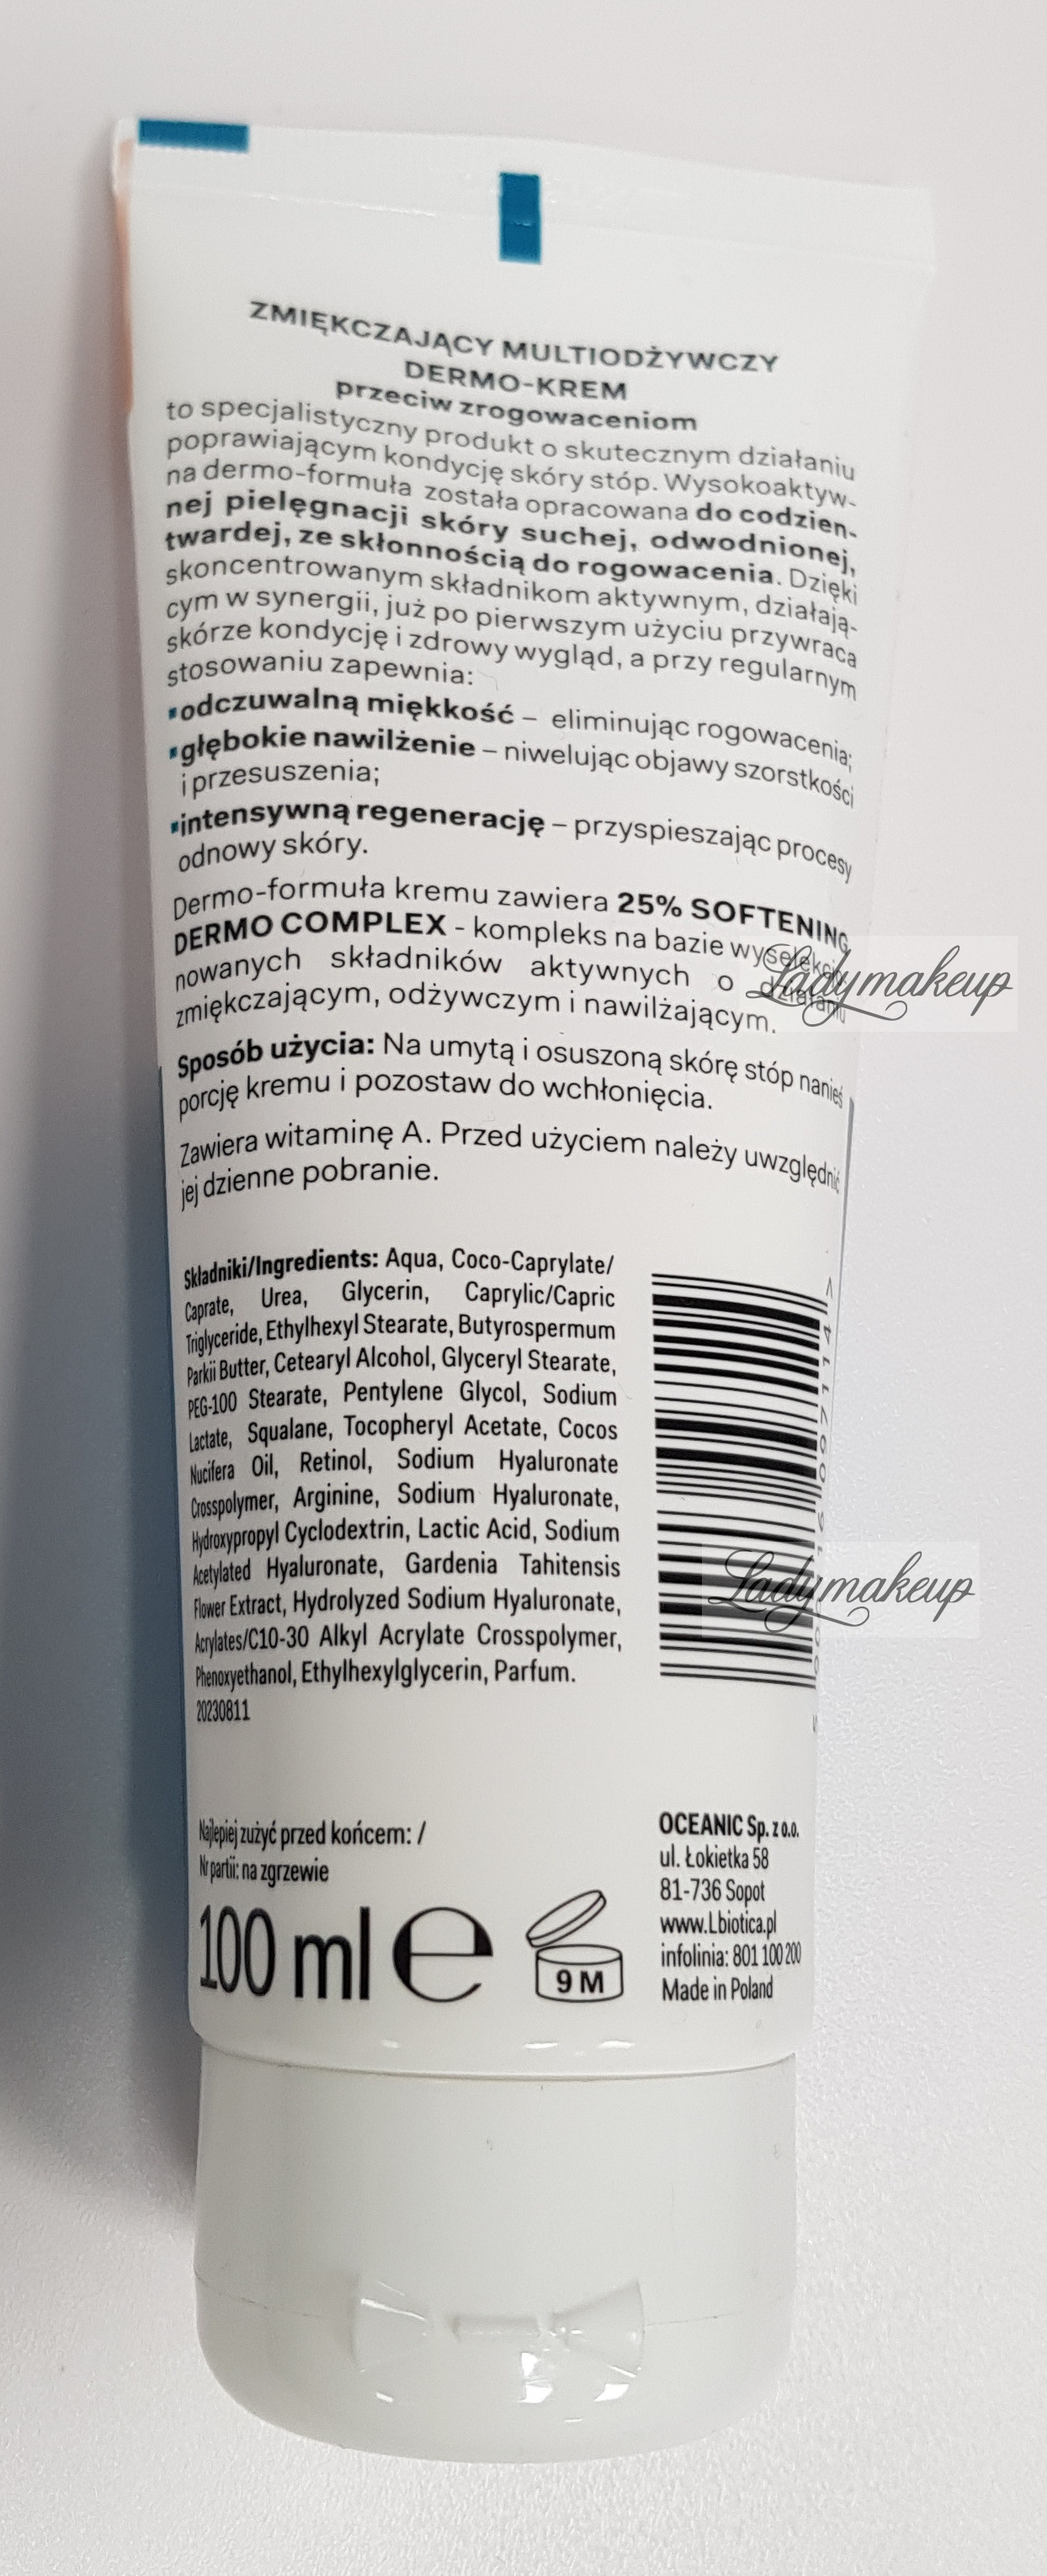 ZMIĘKCZAJĄCY MULTIODŻYWCZY
DERMO-KREM
przeciw zrogowaceniom
to specjalistyczny produkt o skutecznym działaniu
poprawiającym kondycję skóry stóp. Wysokoaktyw-
na dermo-formuła została opracowana do codzien-
nej pielęgnacji skóry suchej, odwodnionej,
twardej, ze skłonnością do rogowacenia. Dzięki
skoncentrowanym składnikom aktywnym, działają-
cym w synergii, już po pierwszym użyciu przywraca
skórze kondycję i zdrowy wygląd, a przy regularnym
stosowaniu zapewnia:
▪odczuwalną miękkość – eliminując rogowacenia;
▪głębokie nawilżenie – niwelując objawy szorstkości
i przesuszenia;
▪intensywną regenerację – przyspieszając procesy
odnowy skóry.
Dermo-formuła kremu zawiera 25% SOFTENING
DERMO COMPLEX - kompleks na bazie wyselekcjo-
nowanych składników aktywnych o działaniu
zmiękczającym, odżywczym i nawilżającym.
Ladymakeup
Sposób użycia: Na umytą i osuszoną skórę stóp nanieś
porcję kremu i pozostaw do wchłonięcia.
Zawiera witaminę A. Przed użyciem należy uwzględnić
jej dzienne pobranie.
Składniki/Ingredients: Aqua, Coco-Caprylate/
Caprate, Urea, Glycerin, Caprylic/Capric
Triglyceride, Ethylhexyl Stearate, Butyrospermum
Parkii Butter, Cetearyl Alcohol, Glyceryl Stearate,
PEG-100 Stearate, Pentylene Glycol, Sodium
Lactate, Squalane, Tocopheryl Acetate, Cocos
Nucifera Oil, Retinol, Sodium Hyaluronate
Crosspolymer, Arginine, Sodium Hyaluronate,
Hydroxypropyl Cyclodextrin, Lactic Acid, Sodium
Acetylated Hyaluronate, Gardenia Tahitensis
Flower Extract, Hydrolyzed Sodium Hyaluronate,
Acrylates/C10-30 Alkyl Acrylate Crosspolymer,
Phenoxyethanol, Ethylhexylglycerin, Parfum.
20230811
Ladymakeup
Najlepiej zużyć przed końcem: /
Nr partii: na zgrzewie
100 ml e
9 M
OCEANIC Sp. z o.o.
ul. Łokietka 58
81-736 Sopot
www.Lbiotica.pl
infolinia: 801 100 200
Made in Poland